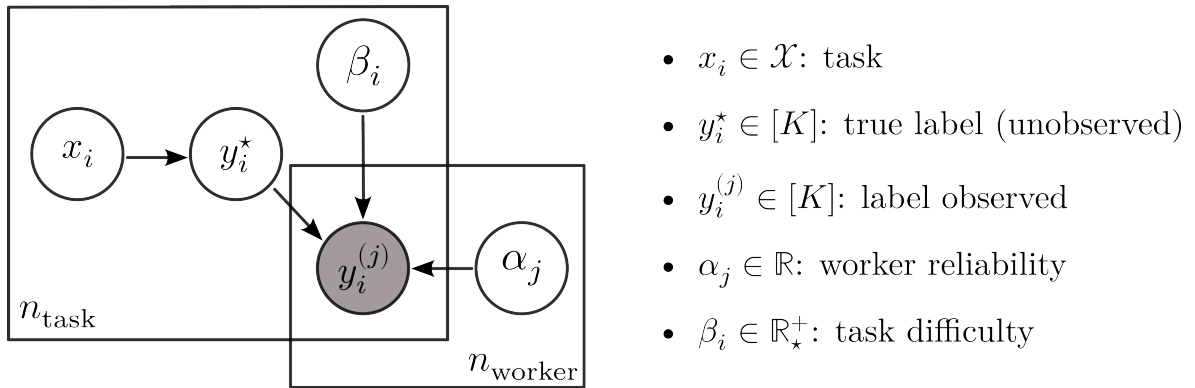 β_i
x_i
y_i^⋆
y_i^{(j)}
α_j
n_task
n_worker
• x_i ∈ 𝒳: task
• y_i^⋆ ∈ [K]: true label (unobserved)
• y_i^{(j)} ∈ [K]: label observed
• α_j ∈ ℝ: worker reliability
• β_i ∈ ℝ_⋆^+: task difficulty